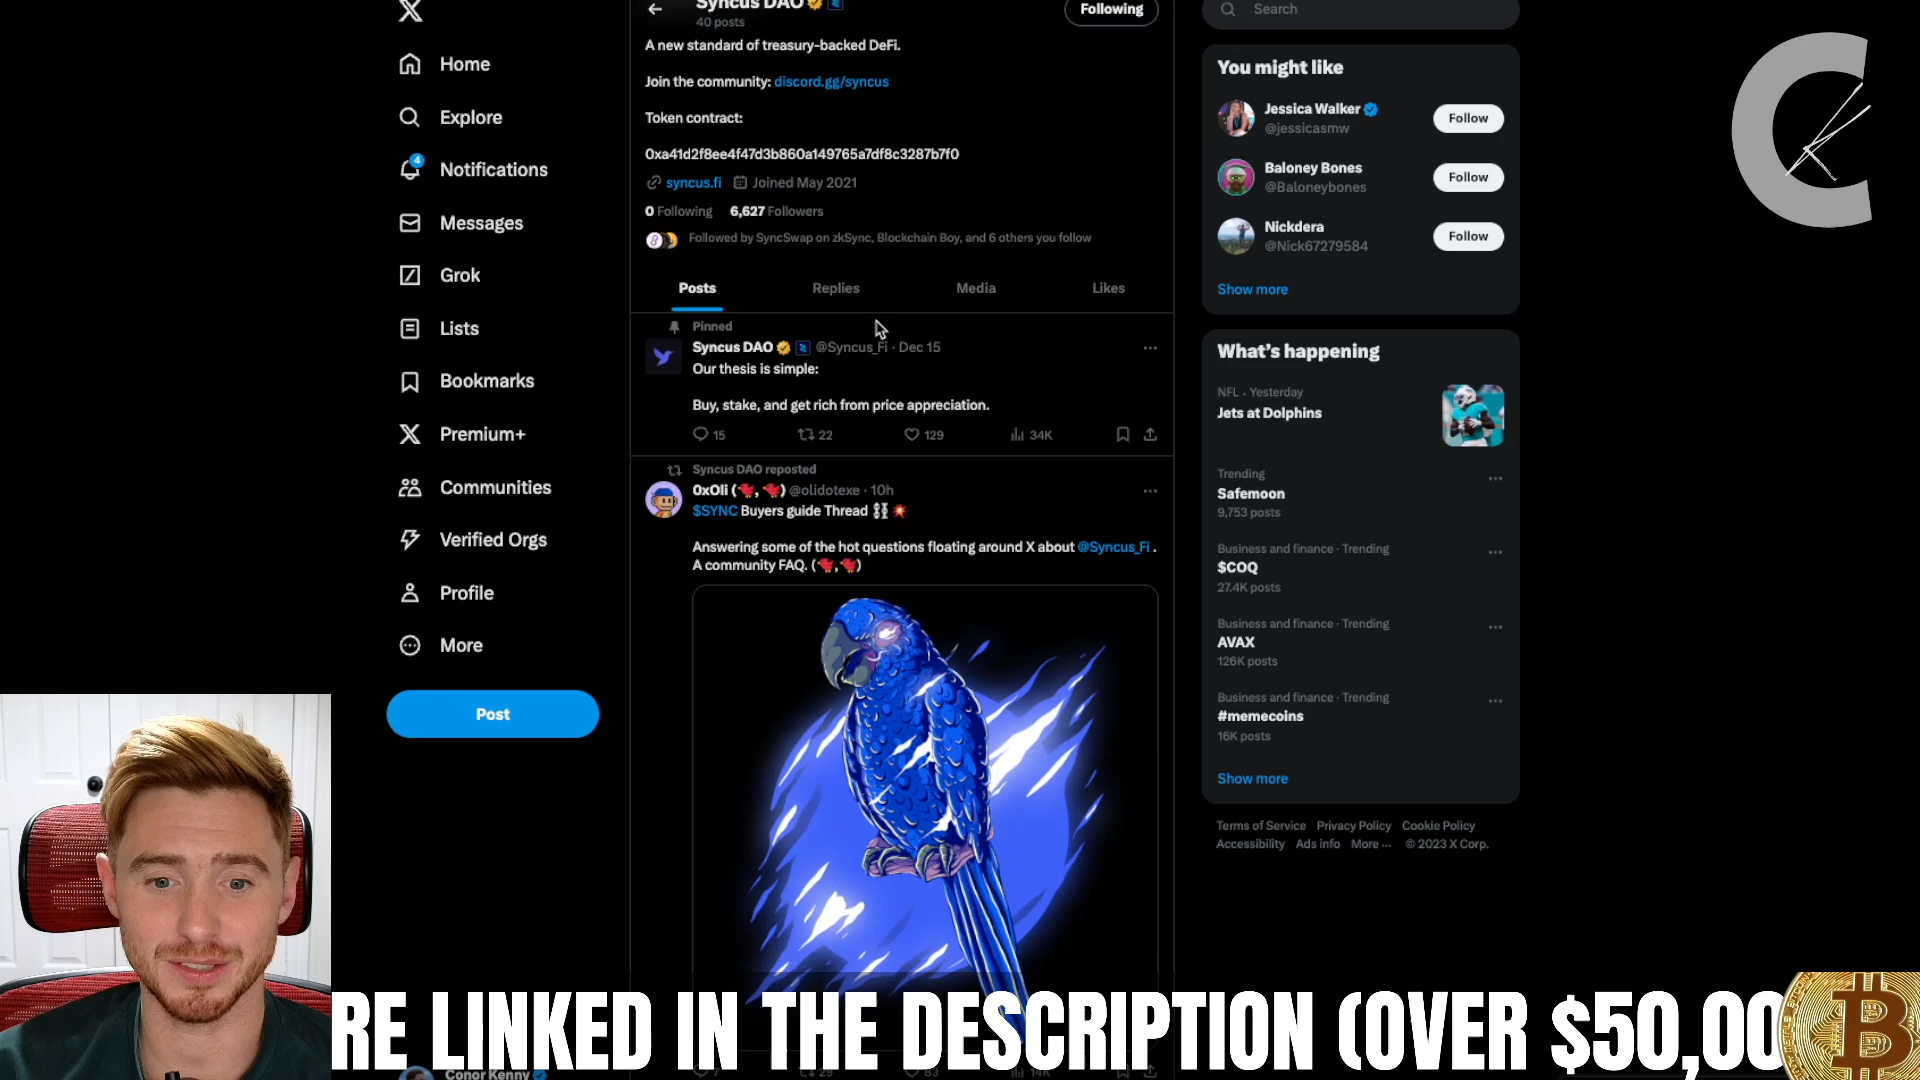 Home
Explore
4
Notifications
Messages
Grok
Lists
Bookmarks
Premium+
Communities
Verified Orgs
Profile
More
Post
Syncus DAO
40 posts
Following
A new standard of treasury-backed DeFi.
Join the community: discord.gg/syncus
Token contract:
0xa41d2f8ee4f47d3b860a149765a7df8c3287b7f0
syncus.fi Joined May 2021
0 Following 6,627 Followers
Followed by SyncSwap on zkSync, Blockchain Boy, and 6 others you follow
Posts Replies Media Likes
Pinned
Syncus DAO @Syncus_Fi · Dec 15
Our thesis is simple:
Buy, stake, and get rich from price appreciation.
15 22 129 34K
Syncus DAO reposted
0xOli (🐦,🐦) @olidotexe · 10h
$SYNC Buyers guide Thread ⛓️💥
Answering some of the hot questions floating around X about @Syncus_Fi .
A community FAQ. (🐦,🐦)
7 29 83 14K
Search
You might like
Jessica Walker
@jessicasmw
Follow
Baloney Bones
@Baloneybones
Follow
Nickdera
@Nick67279584
Follow
Show more
What's happening
NFL · Yesterday
Jets at Dolphins
Trending
Safemoon
9,753 posts
Business and finance · Trending
$COQ
27.4K posts
Business and finance · Trending
AVAX
126K posts
Business and finance · Trending
#memecoins
16K posts
Show more
Terms of Service Privacy Policy Cookie Policy
Accessibility Ads info More ··· © 2023 X Corp.
CK
Conor Kenny
RE LINKED IN THE DESCRIPTION (OVER $50,00